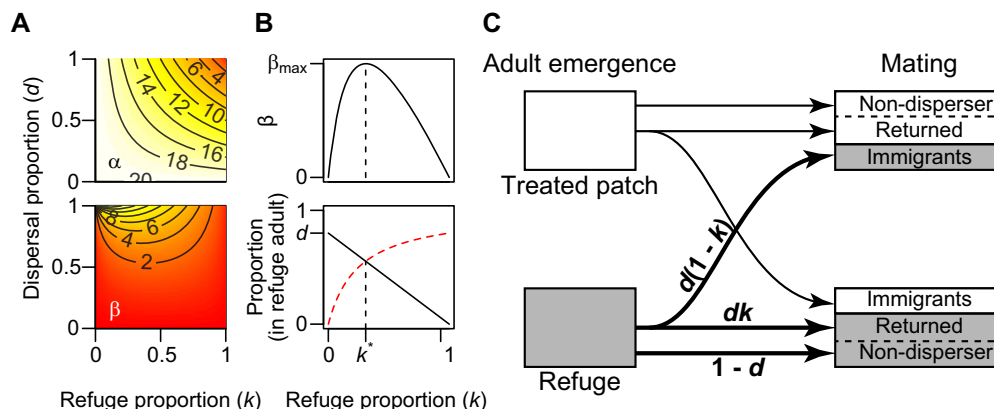 A
Dispersal proportion (d)
1
0.5
0
6
14
12
10
16
18
20
α
1
0.5
0
8
6
4
2
β
0
0.5
1
Refuge proportion (k)
B
βmax
β
0
Proportion
(in refuge adult)
1
d
0
0
k*
1
Refuge proportion (k)
C
Adult emergence
Mating
Treated patch
Non-disperser
Returned
Immigrants
d(1 - k)
Refuge
dk
1 - d
Immigrants
Returned
Non-disperser